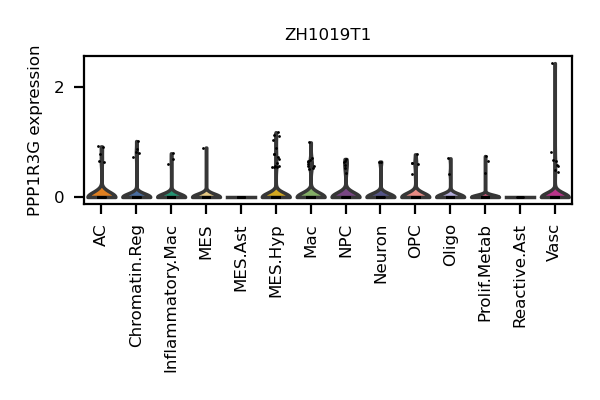 ZH1019T1
PPP1R3G expression
2
0
AC
Chromatin.Reg
Inflammatory.Mac
MES
MES.Ast
MES.Hyp
Mac
NPC
Neuron
OPC
Oligo
Prolif.Metab
Reactive.Ast
Vasc